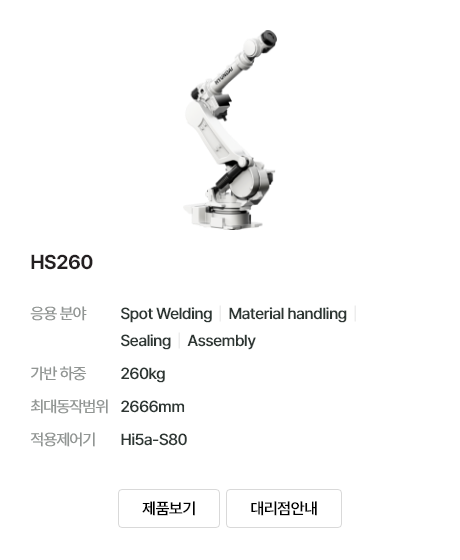 HYUNDAI
HS260
응용 분야 Spot Welding | Material handling |
Sealing | Assembly
가반 하중 260kg
최대동작범위 2666mm
적용제어기 Hi5a-S80
제품보기 대리점안내